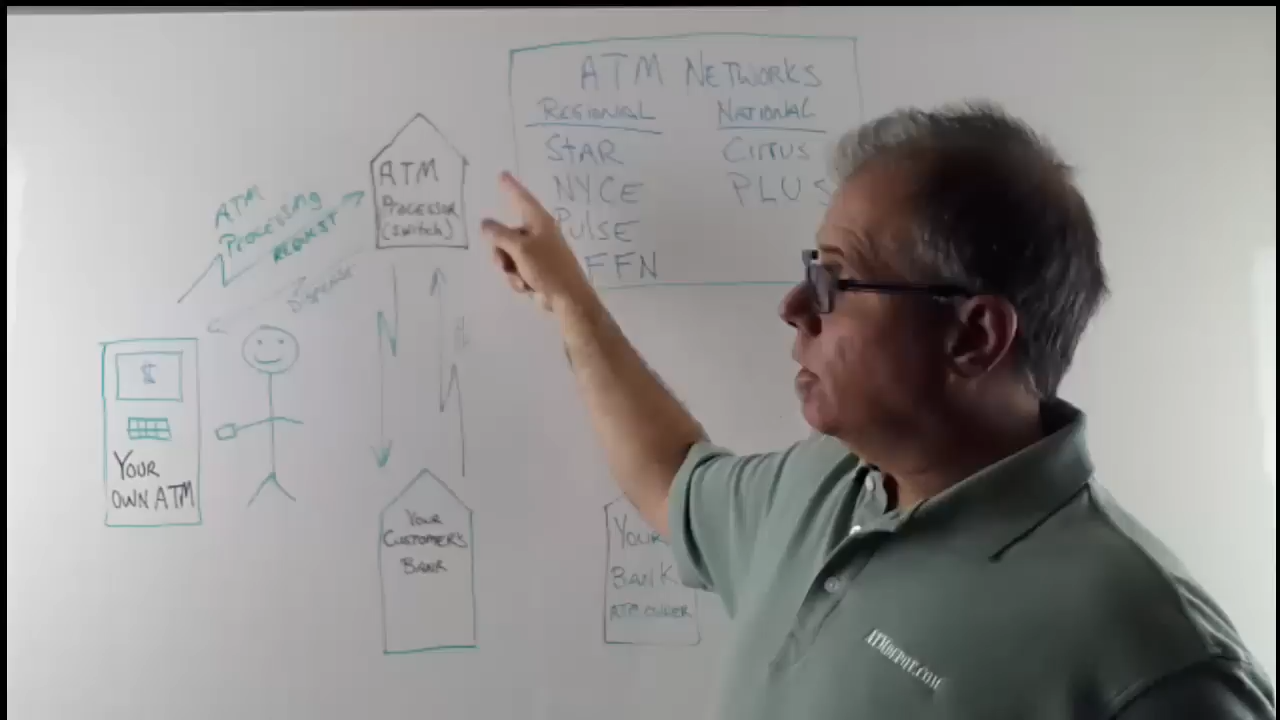 ATM NETWORKS
REGIONAL
NATIONAL
STAR
CIRRUS
NYCE
PLUS
PULSE
AFFN
ATM
PROCESSOR
(SWITCH)
ATM
PROCESSING
REQUEST
DISPENSE
$
YOUR
OWN ATM
YOUR
CUSTOMER'S
BANK
YOUR
BANK
ATM OWNER
ATMDEPOT.COM